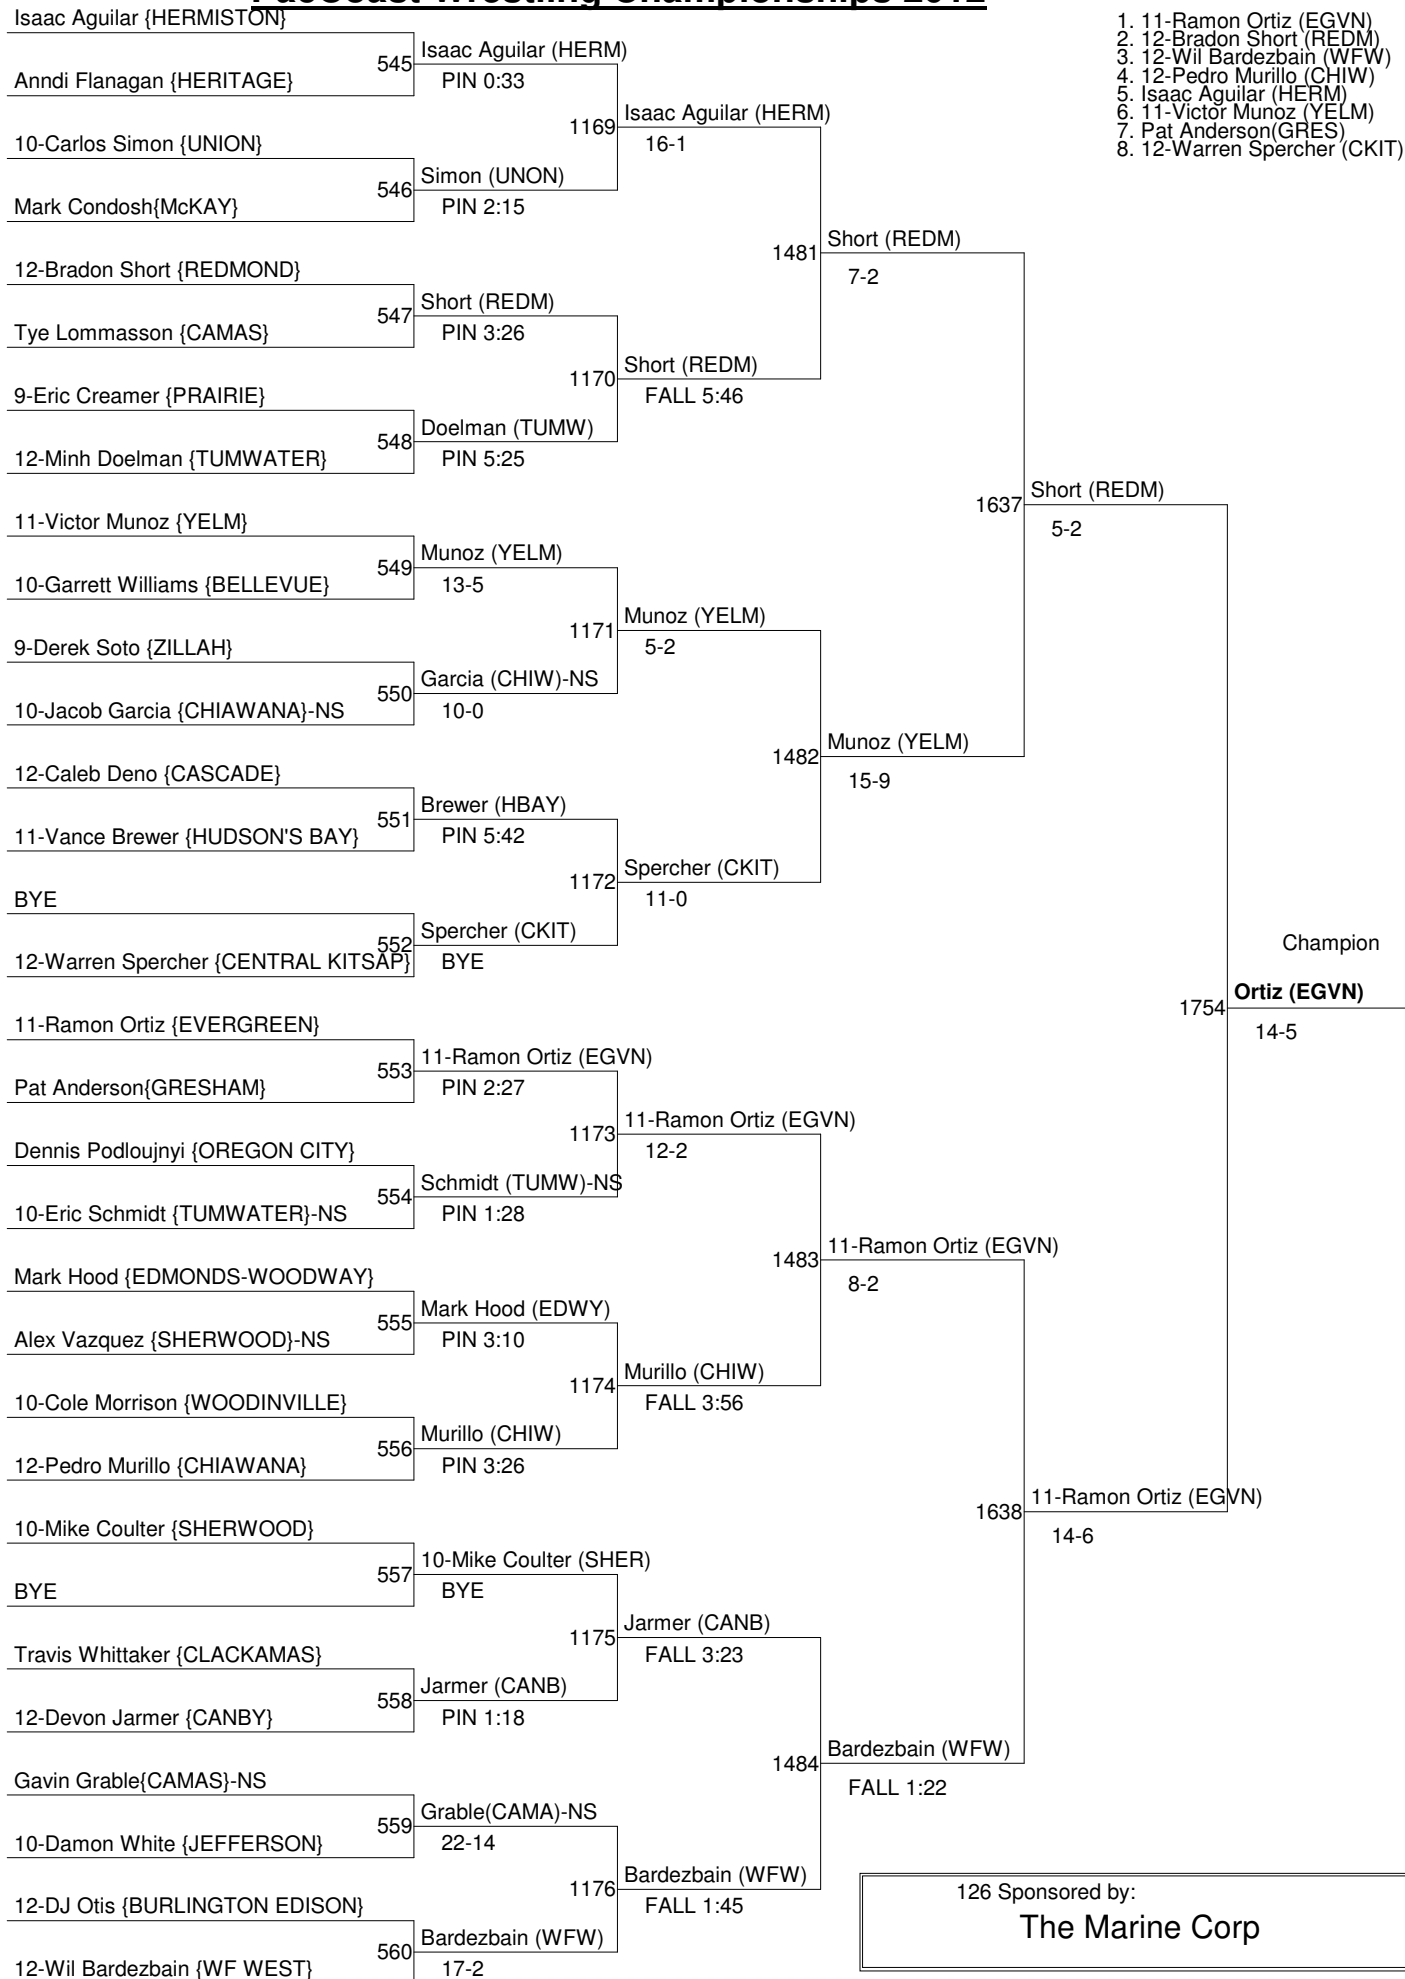 PacCoast Wrestling Championships 2012
1. 11-Ramon Ortiz (EGVN)
2. 12-Bradon Short (REDM)
3. 12-Wil Bardezbain (WFW)
4. 12-Pedro Murillo (CHIW)
5. Isaac Aguilar (HERM)
6. 11-Victor Munoz (YELM)
7. Pat Anderson(GRES)
8. 12-Warren Spercher (CKIT)
Isaac Aguilar {HERMISTON}
545
Isaac Aguilar (HERM)
Anndi Flanagan {HERITAGE}
PIN 0:33
1169
Isaac Aguilar (HERM)
10-Carlos Simon {UNION}
16-1
546
Simon (UNON)
Mark Condosh{McKAY}
PIN 2:15
1481
Short (REDM)
12-Bradon Short {REDMOND}
7-2
547
Short (REDM)
Tye Lommasson {CAMAS}
PIN 3:26
1170
Short (REDM)
9-Eric Creamer {PRAIRIE}
FALL 5:46
548
Doelman (TUMW)
12-Minh Doelman {TUMWATER}
PIN 5:25
1637
Short (REDM)
11-Victor Munoz {YELM}
5-2
549
Munoz (YELM)
10-Garrett Williams {BELLEVUE}
13-5
1171
Munoz (YELM)
9-Derek Soto {ZILLAH}
5-2
550
Garcia (CHIW)-NS
10-Jacob Garcia {CHIAWANA}-NS
10-0
1482
Munoz (YELM)
12-Caleb Deno {CASCADE}
15-9
551
Brewer (HBAY)
11-Vance Brewer {HUDSON'S BAY}
PIN 5:42
1172
Spercher (CKIT)
BYE
11-0
552
Spercher (CKIT)
12-Warren Spercher {CENTRAL KITSAP}
BYE
Champion
1754
Ortiz (EGVN)
14-5
11-Ramon Ortiz {EVERGREEN}
553
11-Ramon Ortiz (EGVN)
Pat Anderson{GRESHAM}
PIN 2:27
1173
11-Ramon Ortiz (EGVN)
Dennis Podloujnyi {OREGON CITY}
12-2
554
Schmidt (TUMW)-NS
10-Eric Schmidt {TUMWATER}-NS
PIN 1:28
1483
11-Ramon Ortiz (EGVN)
Mark Hood {EDMONDS-WOODWAY}
8-2
555
Mark Hood (EDWY)
Alex Vazquez {SHERWOOD}-NS
PIN 3:10
1174
Murillo (CHIW)
10-Cole Morrison {WOODINVILLE}
FALL 3:56
556
Murillo (CHIW)
12-Pedro Murillo {CHIAWANA}
PIN 3:26
1638
11-Ramon Ortiz (EGVN)
10-Mike Coulter {SHERWOOD}
14-6
557
10-Mike Coulter (SHER)
BYE
BYE
1175
Jarmer (CANB)
Travis Whittaker {CLACKAMAS}
FALL 3:23
558
Jarmer (CANB)
12-Devon Jarmer {CANBY}
PIN 1:18
1484
Bardezbain (WFW)
Gavin Grable{CAMAS}-NS
FALL 1:22
559
Grable(CAMA)-NS
10-Damon White {JEFFERSON}
22-14
1176
Bardezbain (WFW)
12-DJ Otis {BURLINGTON EDISON}
FALL 1:45
560
Bardezbain (WFW)
12-Wil Bardezbain {WF WEST}
17-2
126 Sponsored by:
The Marine Corp